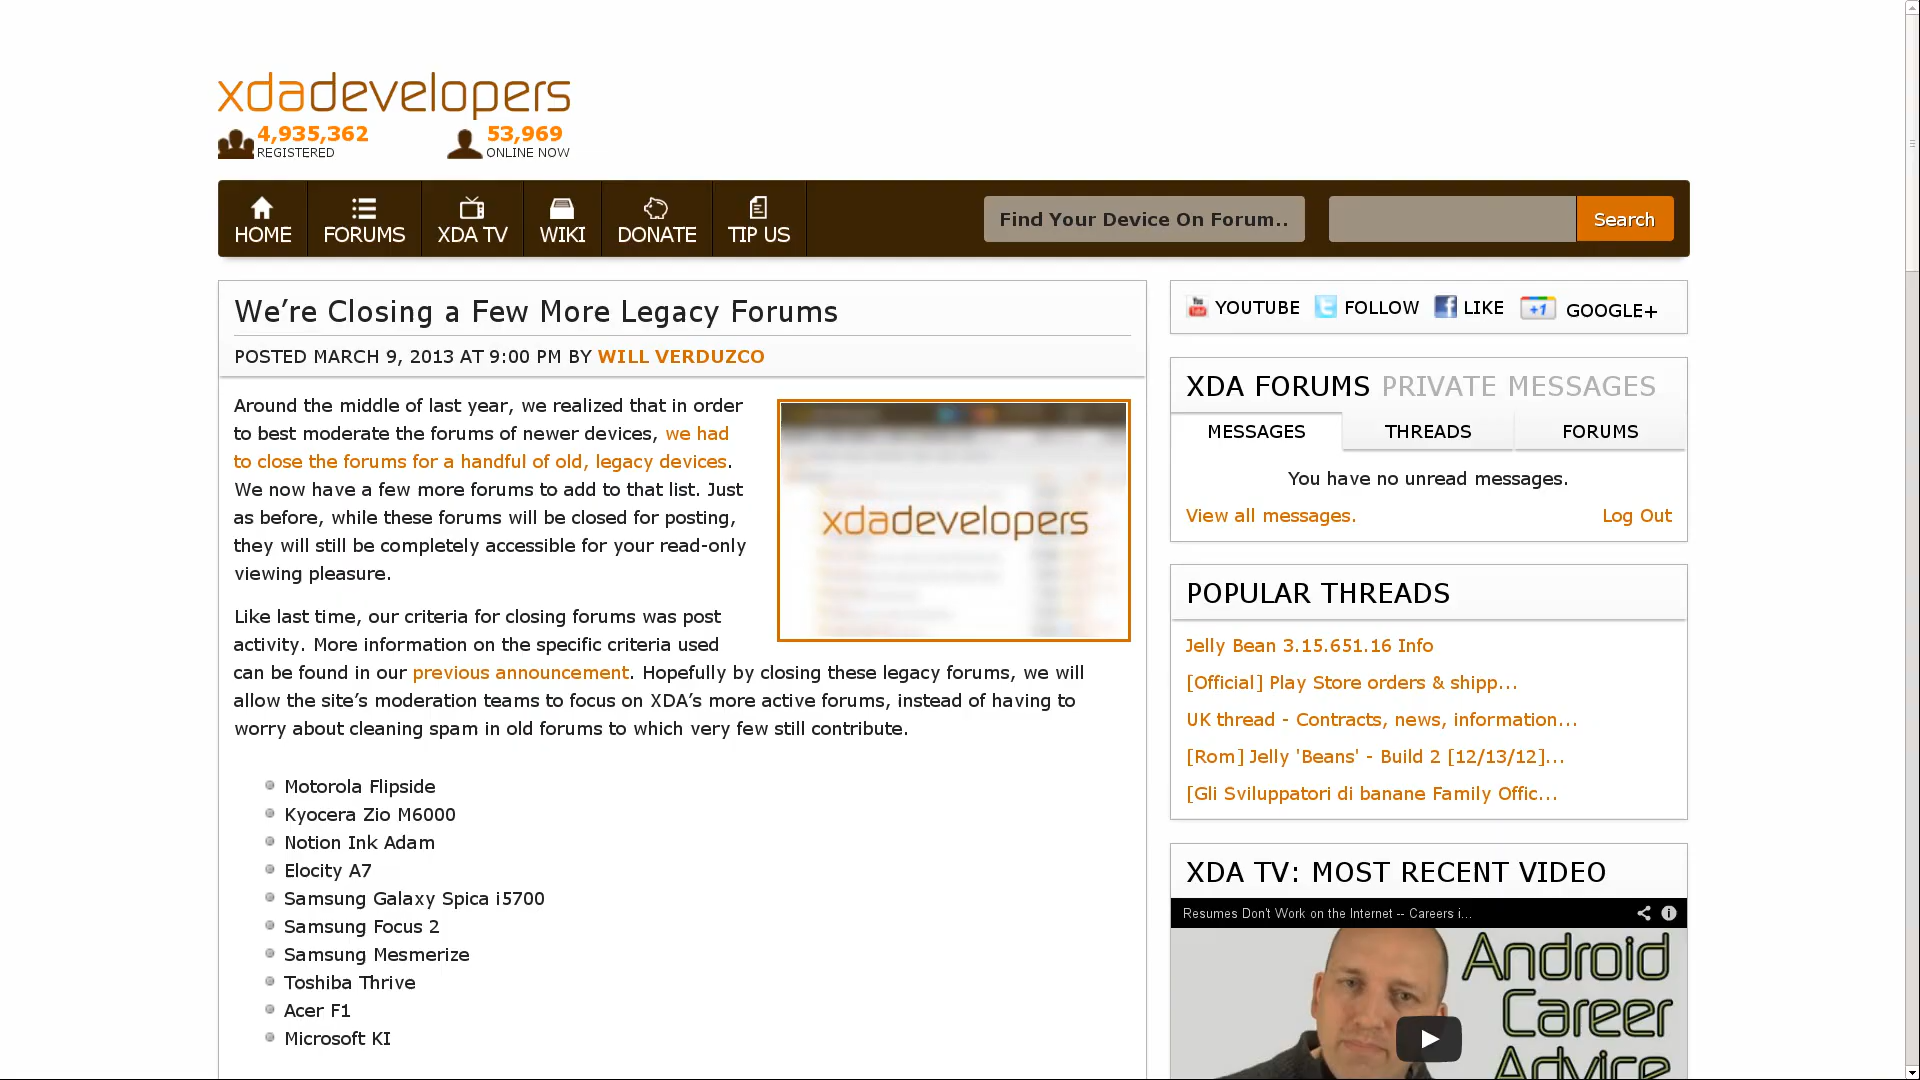 xdadevelopers
4,935,362
REGISTERED
53,969
ONLINE NOW
HOME
FORUMS
XDA TV
WIKI
DONATE
TIP US
Find Your Device On Forum..
Search
We’re Closing a Few More Legacy Forums
POSTED MARCH 9, 2013 AT 9:00 PM BY WILL VERDUZCO
Around the middle of last year, we realized that in order
to best moderate the forums of newer devices, we had
to close the forums for a handful of old, legacy devices.
We now have a few more forums to add to that list. Just
as before, while these forums will be closed for posting,
they will still be completely accessible for your read-only
viewing pleasure.
xdadevelopers
Like last time, our criteria for closing forums was post
activity. More information on the specific criteria used
can be found in our previous announcement. Hopefully by closing these legacy forums, we will
allow the site’s moderation teams to focus on XDA’s more active forums, instead of having to
worry about cleaning spam in old forums to which very few still contribute.
Motorola Flipside
Kyocera Zio M6000
Notion Ink Adam
Elocity A7
Samsung Galaxy Spica i5700
Samsung Focus 2
Samsung Mesmerize
Toshiba Thrive
Acer F1
Microsoft KI
You Tube
YOUTUBE
FOLLOW
LIKE
+1
GOOGLE+
XDA FORUMS PRIVATE MESSAGES
MESSAGES
THREADS
FORUMS
You have no unread messages.
View all messages.
Log Out
POPULAR THREADS
Jelly Bean 3.15.651.16 Info
[Official] Play Store orders & shipp...
UK thread - Contracts, news, information...
[Rom] Jelly 'Beans' - Build 2 [12/13/12]...
[Gli Sviluppatori di banane Family Offic...
XDA TV: MOST RECENT VIDEO
Resumes Don't Work on the Internet -- Careers i...
Android
Career
Advice